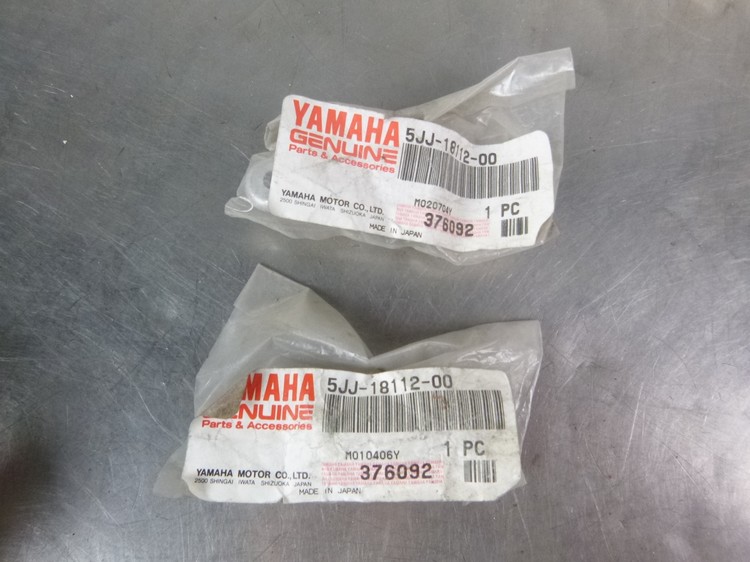 YAMAHA
GENUINE
Parts & Accessories
5JJ-18112-00
YAMAHA MOTOR CO.,LTD.
2500 SHINGAI IWATA SHIZUOKA JAPAN
MADE IN JAPAN
M020704Y
376092
1 PC
YAMAHA
GENUINE
Parts & Accessories
5JJ-18112-00
YAMAHA MOTOR CO.,LTD.
2500 SHINGAI IWATA SHIZUOKA JAPAN
MADE IN JAPAN
M010406Y
376092
1 PC